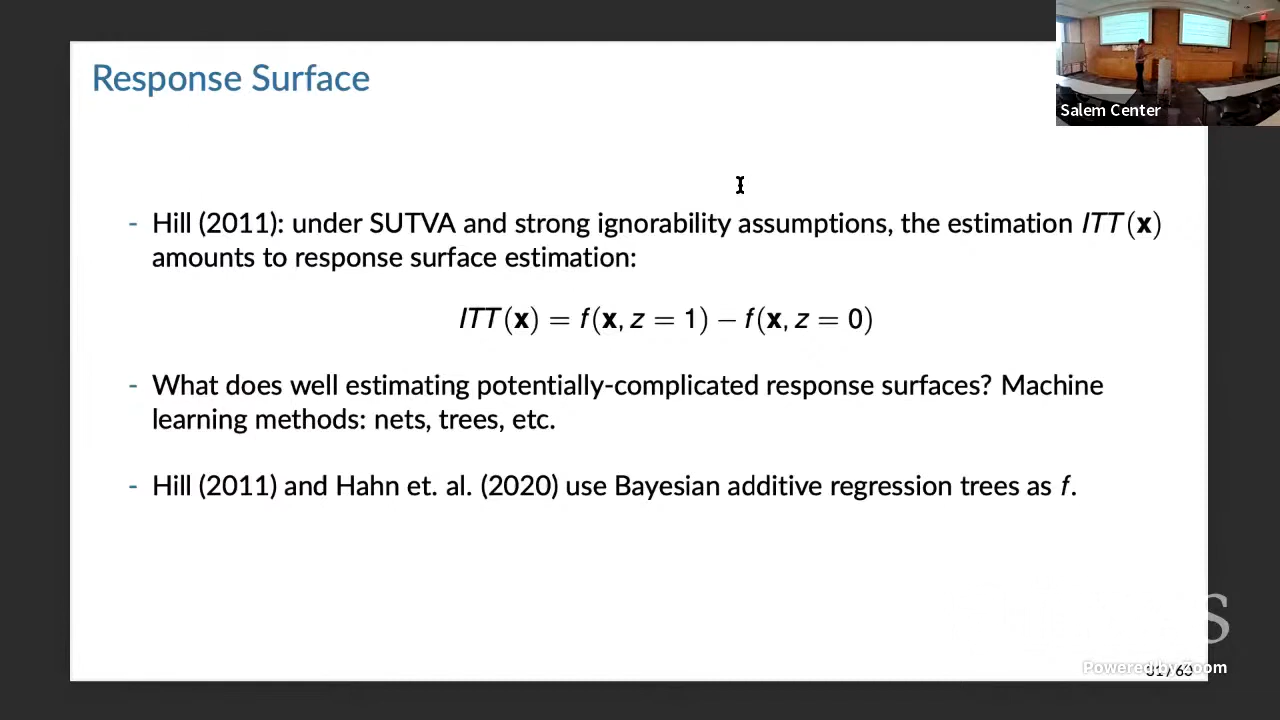 Response Surface
Salem Center
- Hill (2011): under SUTVA and strong ignorability assumptions, the estimation ITT(x)
amounts to response surface estimation:
ITT(x) = f(x, z = 1) − f(x, z = 0)
- What does well estimating potentially-complicated response surfaces? Machine
learning methods: nets, trees, etc.
- Hill (2011) and Hahn et. al. (2020) use Bayesian additive regression trees as f.
S
Powered by Zoom